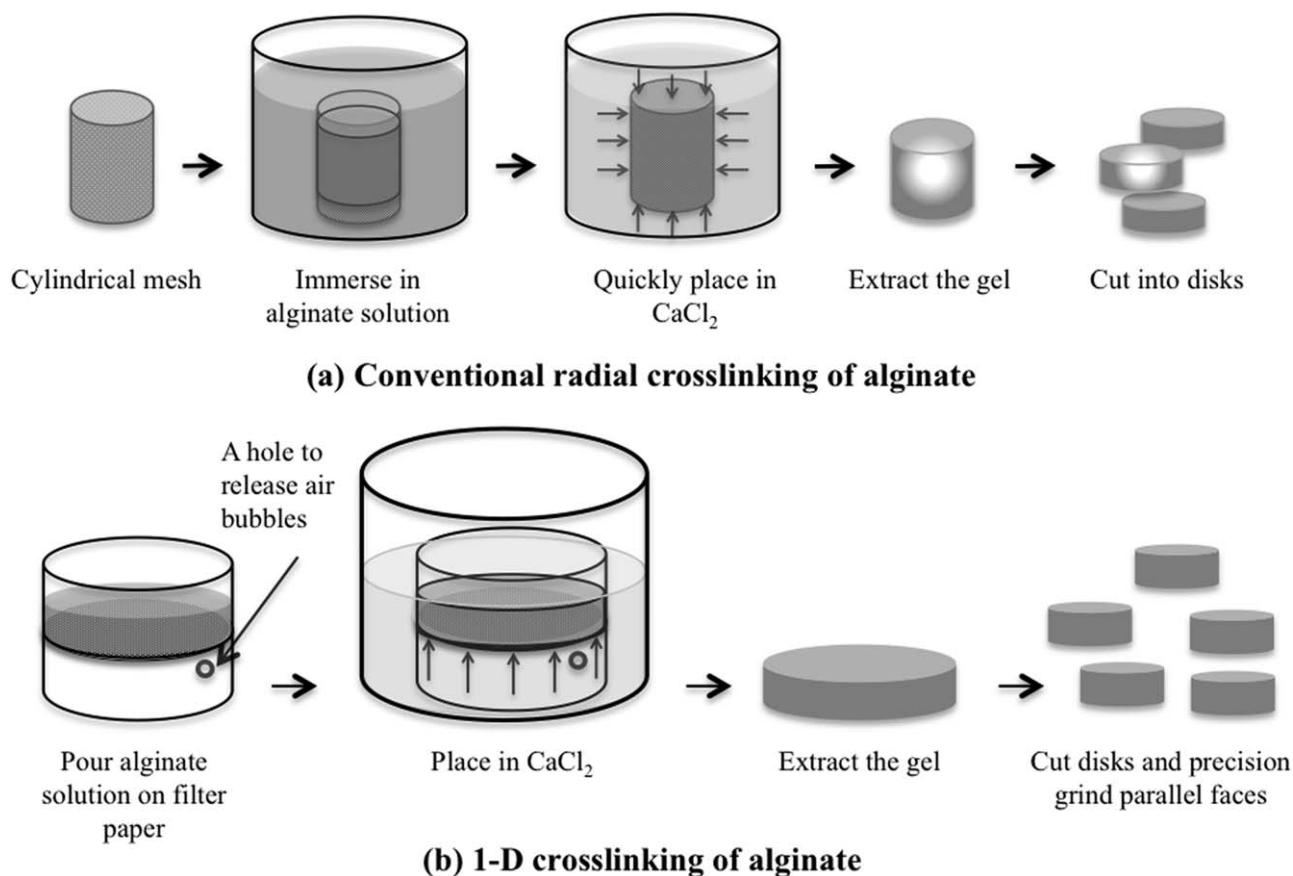 Cylindrical mesh
Immerse in
alginate solution
Quickly place in
CaCl₂
Extract the gel
Cut into disks
(a) Conventional radial crosslinking of alginate
A hole to
release air
bubbles
Pour alginate
solution on filter
paper
Place in CaCl₂
Extract the gel
Cut disks and precision
grind parallel faces
(b) 1-D crosslinking of alginate